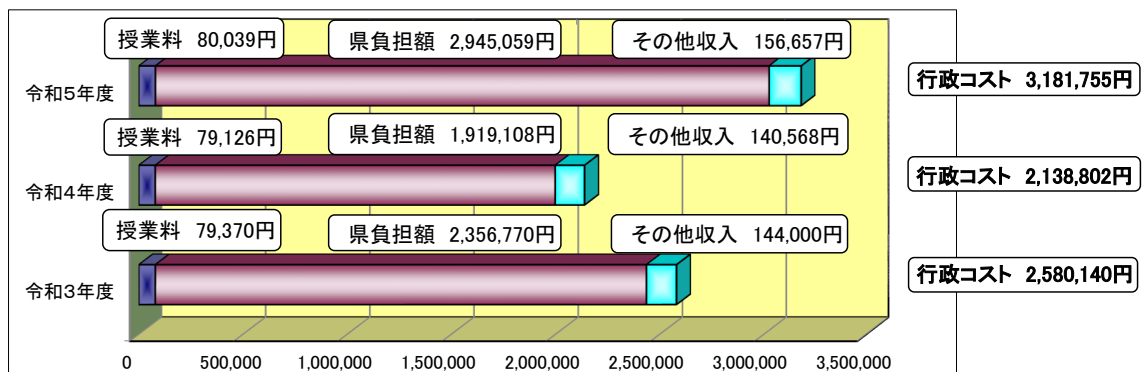 授業料 80,039円 県負担額 2,945,059円 その他収入 156,657円
令和5年度 行政コスト 3,181,755円
授業料 79,126円 県負担額 1,919,108円 その他収入 140,568円
令和4年度 行政コスト 2,138,802円
授業料 79,370円 県負担額 2,356,770円 その他収入 144,000円
令和3年度 行政コスト 2,580,140円
0 500,000 1,000,000 1,500,000 2,000,000 2,500,000 3,000,000 3,500,000